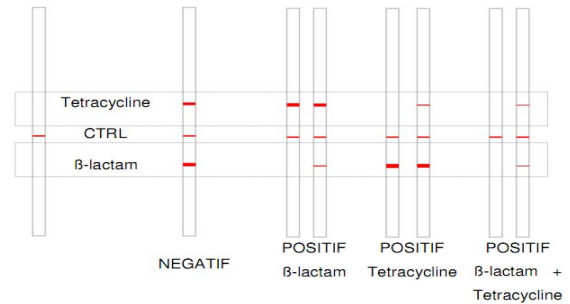 Tetracycline
CTRL
ß-lactam
NEGATIF
POSITIF
ß-lactam
POSITIF
Tetracycline
POSITIF
ß-lactam +
Tetracycline